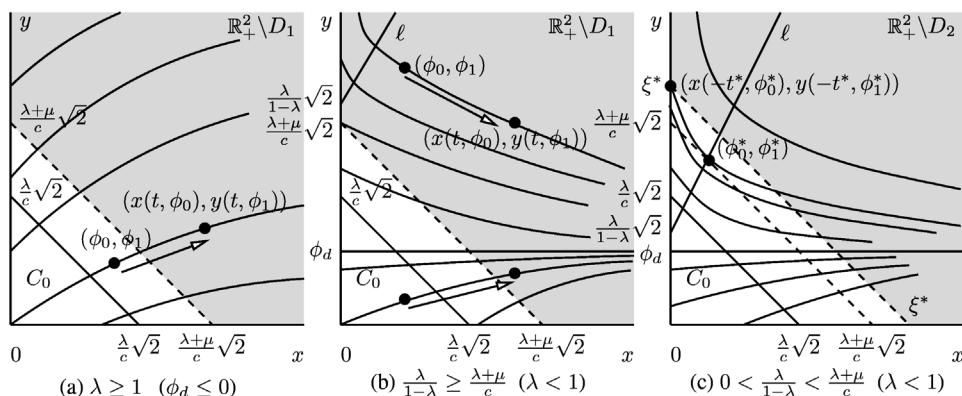 y
ℝ²₊\D₁
(λ+μ)/c √2
λ/c √2
(x(t, ϕ₀), y(t, ϕ₁))
(ϕ₀, ϕ₁)
C₀
0
λ/c √2
(λ+μ)/c √2
x
(a) λ ≥ 1 (ϕ_d ≤ 0)
y
ℓ
ℝ²₊\D₁
(ϕ₀, ϕ₁)
λ/(1−λ) √2
(λ+μ)/c √2
(x(t, ϕ₀), y(t, ϕ₁))
λ/c √2
ϕ_d
C₀
0
λ/c √2
(λ+μ)/c √2
x
(b) λ/(1−λ) ≥ (λ+μ)/c (λ < 1)
y
ℓ
ℝ²₊\D₂
ξ*
(x(−t*, ϕ₀*), y(−t*, ϕ₁*))
(λ+μ)/c √2
(ϕ₀*, ϕ₁*)
λ/c √2
λ/(1−λ) √2
ϕ_d
C₀
ξ*
0
λ/c √2
(λ+μ)/c √2
x
(c) 0 < λ/(1−λ) < (λ+μ)/c (λ < 1)